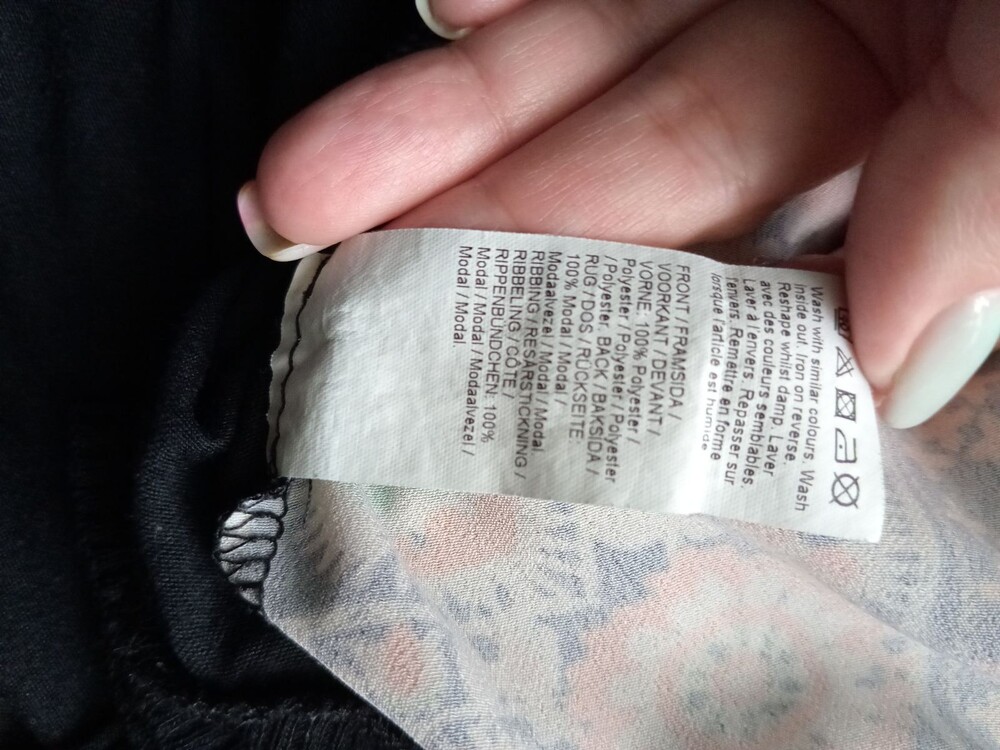 Wash with similar colours. Wash
inside out. Iron on reverse.
Reshape whilst damp. Laver
avec des couleurs semblables.
Laver à l'envers. Repasser sur
l'envers. Remettre en forme
lorsque l'article est humide
FRONT / FRAMSIDA /
VOORKANT / DEVANT /
VORNE: 100% Polyester /
Polyester / Polyester / Polyester
/ Polyester. BACK / BAKSIDA /
RUG / DOS / RÜCKSEITE:
100% Modal / Modal /
Modaalvezel / Modal / Modal.
RIBBING / RESÅRSTICKNING /
RIBBELING / CÔTE /
RIPPENBÜNDCHEN: 100%
Modal / Modal / Modaalvezel /
Modal / Modal.